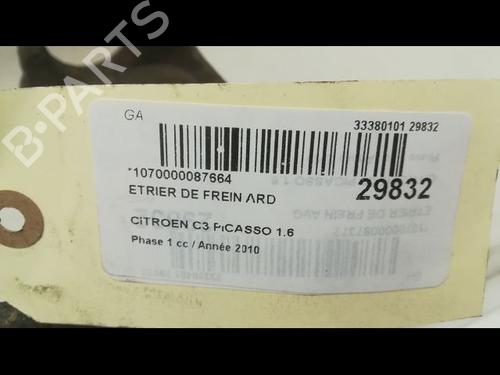 B-PARTS
GA
33380101 29832
*1070000087664
ETRIER DE FREIN ARD
29832
CITROEN C3 PICASSO 1.6
Phase 1 cc / Année 2010